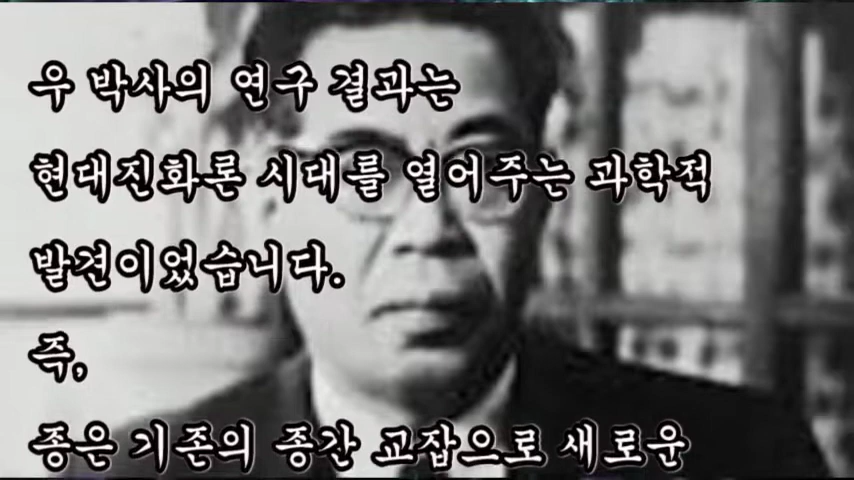 우 박사의 연구 결과는
현대진화론 시대를 열어주는 과학적
발견이었습니다.
즉,
종은 기존의 종간 교잡으로 새로운